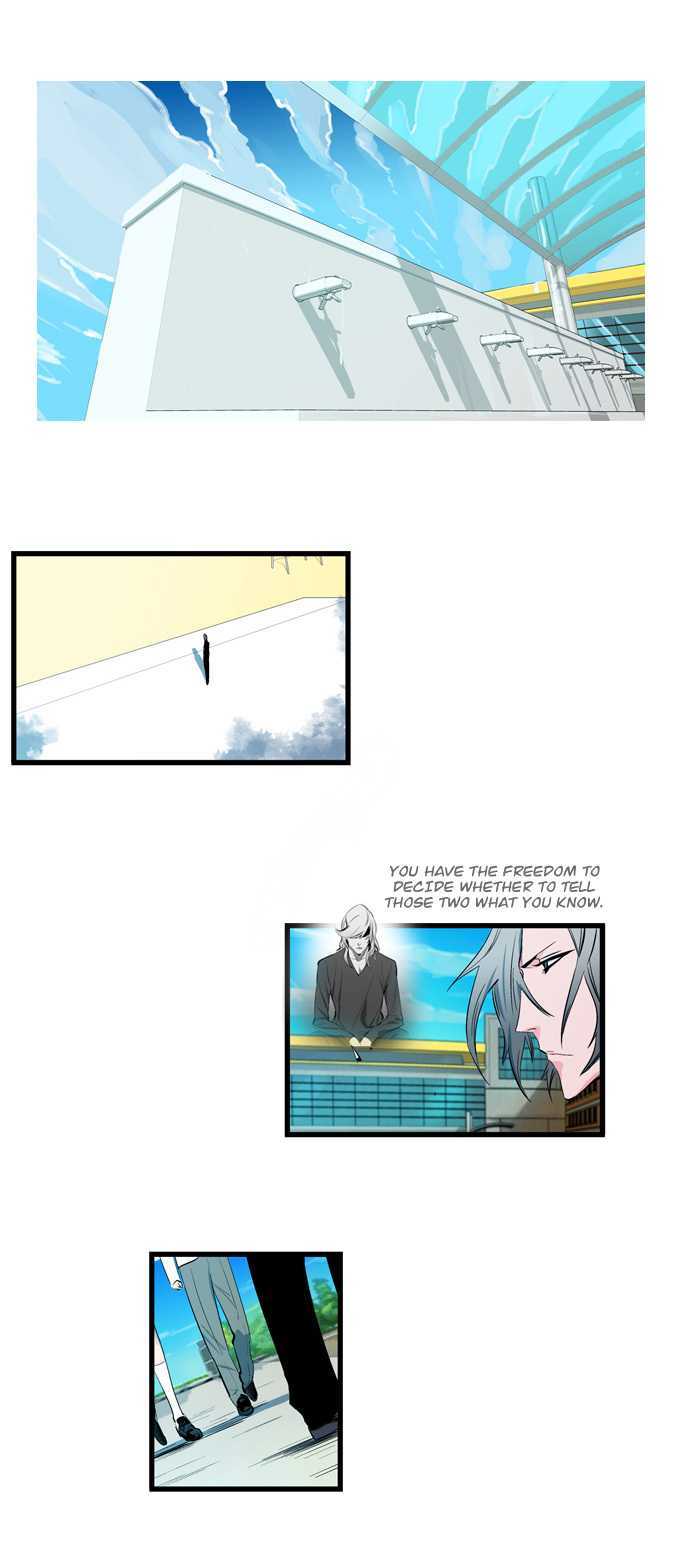 YOU HAVE THE FREEDOM TO
DECIDE WHETHER TO TELL
THOSE TWO WHAT YOU KNOW.